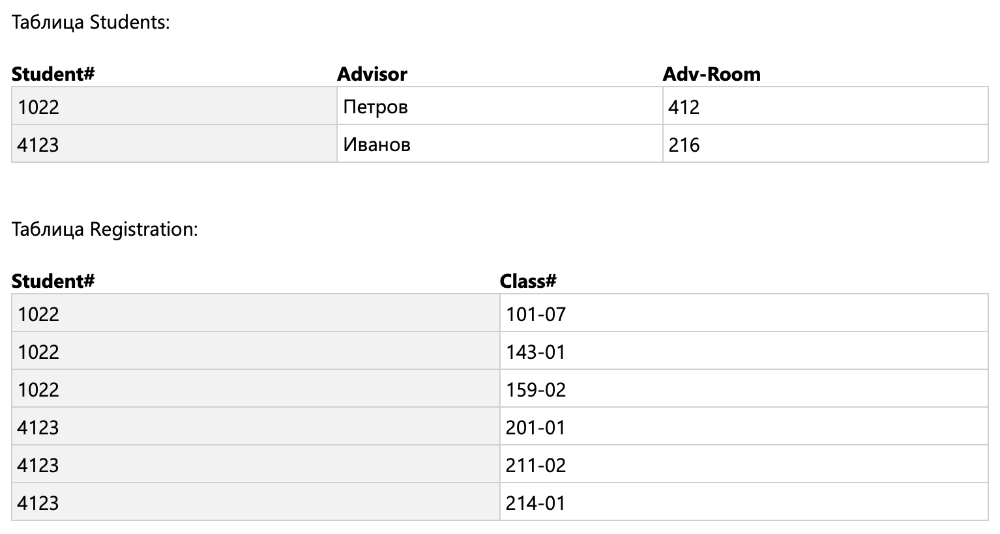 Таблица Students:
Student# Advisor Adv-Room
1022 Петров 412
4123 Иванов 216
Таблица Registration:
Student# Class#
1022 101-07
1022 143-01
1022 159-02
4123 201-01
4123 211-02
4123 214-01